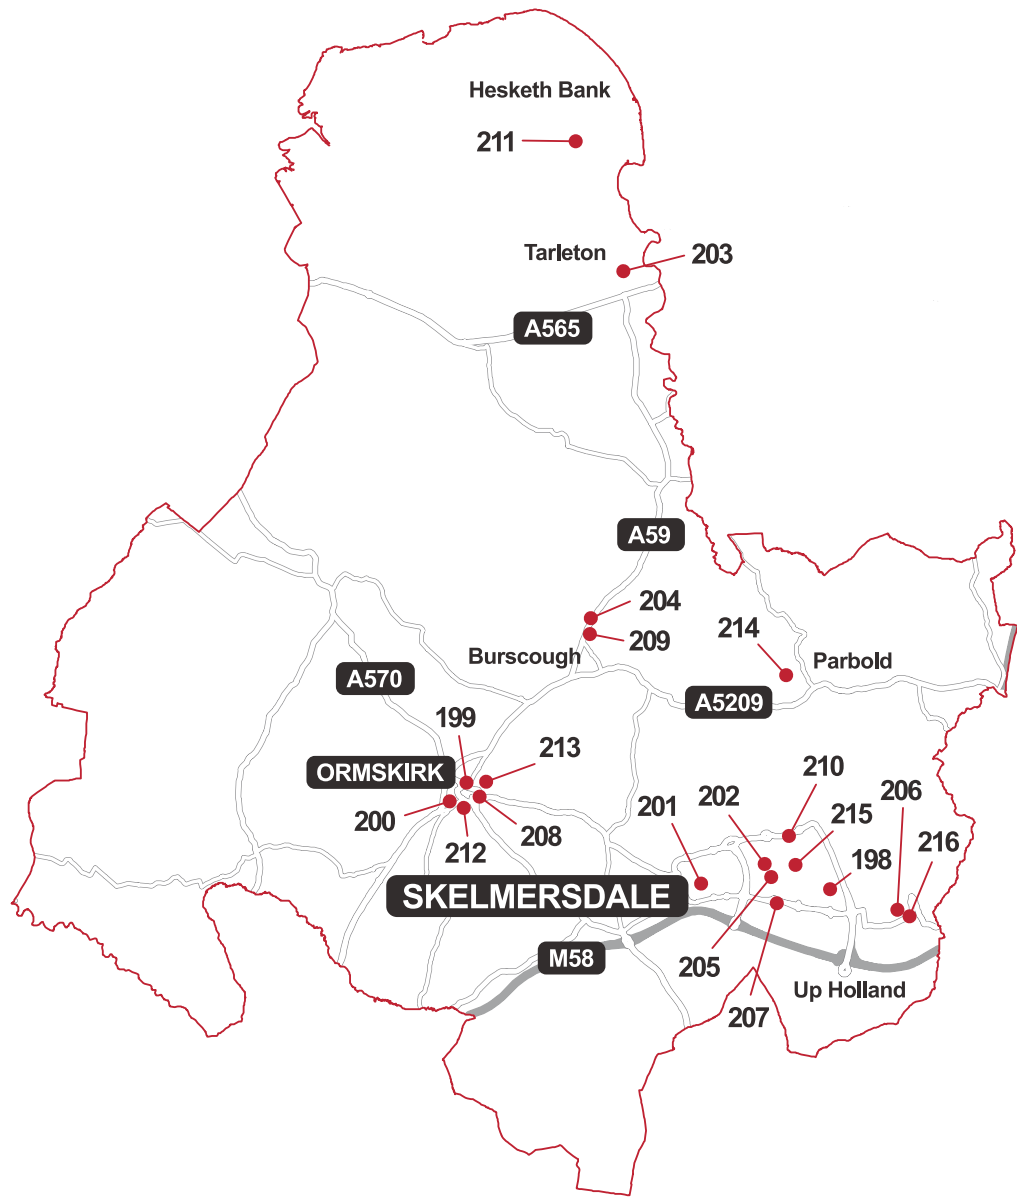 Hesketh Bank
211
Tarleton
203
A565
A59
204
214
209
Burscough
Parbold
A570
A5209
199
213
ORMSKIRK
210
202
206
201
215
200
208
216
212
198
SKELMERSDALE
M58
205
Up Holland
207